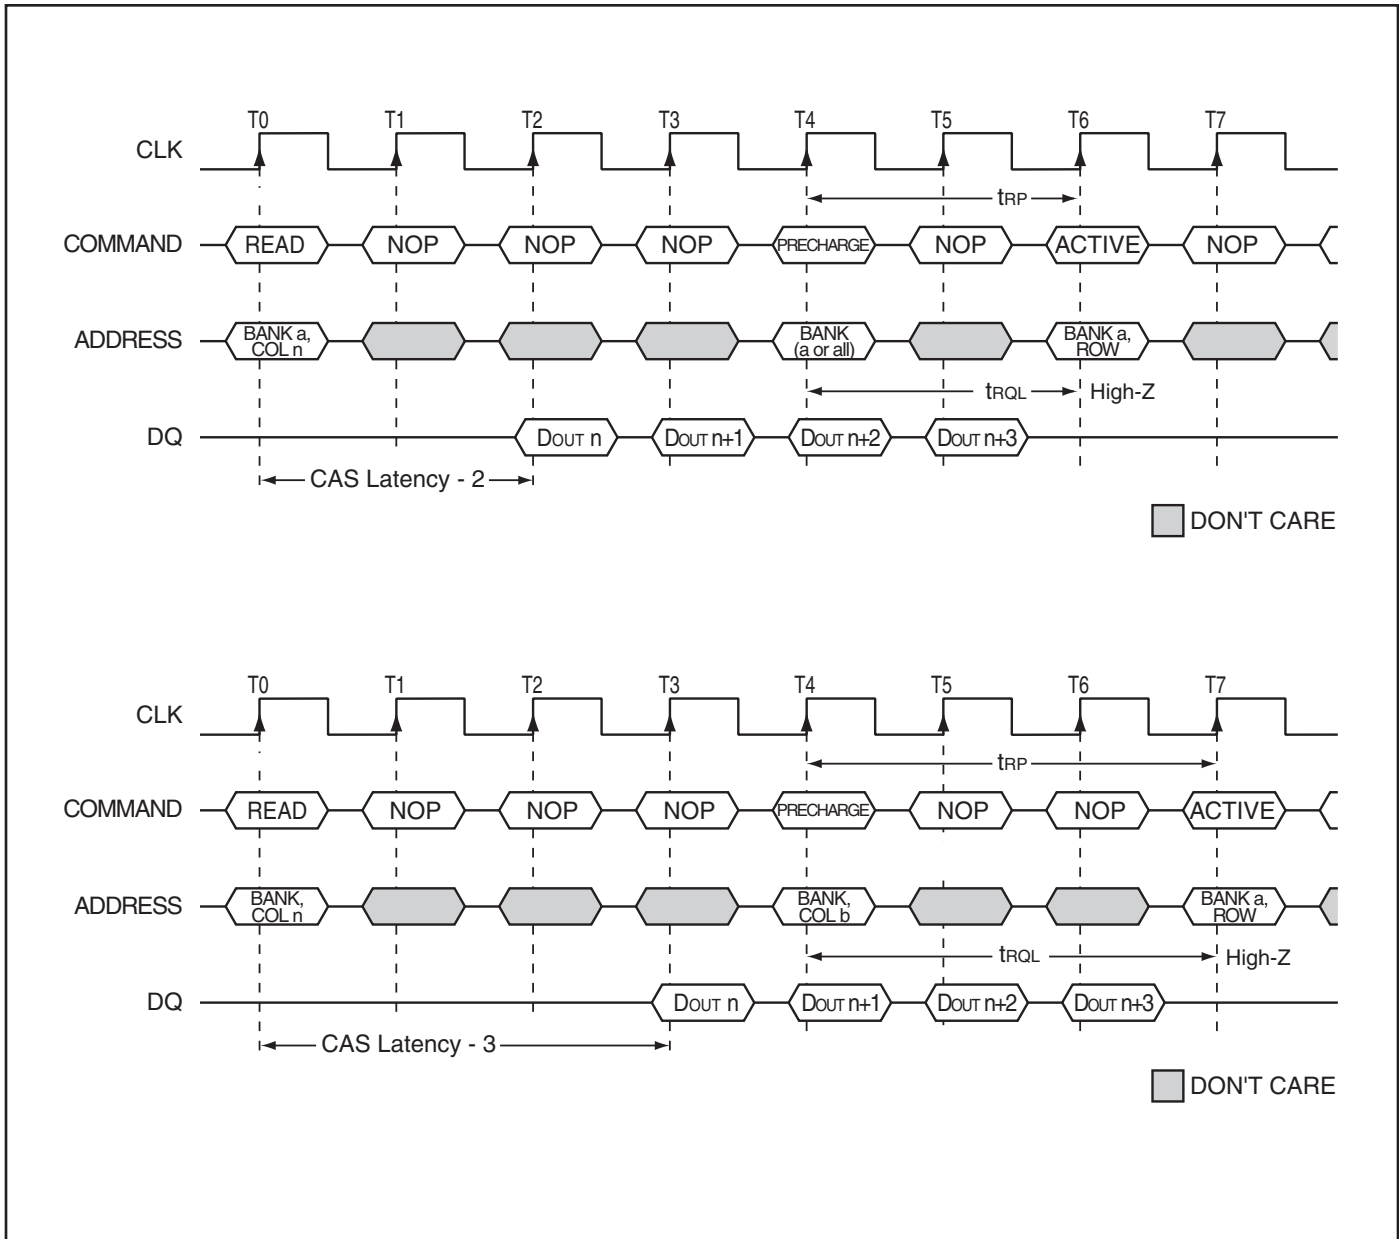 T0 T1 T2 T3 T4 T5 T6 T7
CLK
tRP
COMMAND READ NOP NOP NOP PRECHARGE NOP ACTIVE NOP
ADDRESS BANK a, COL n BANK (a or all) BANK a, ROW
tRQL High-Z
DQ DOUT n DOUT n+1 DOUT n+2 DOUT n+3
CAS Latency - 2
DON'T CARE
T0 T1 T2 T3 T4 T5 T6 T7
CLK
tRP
COMMAND READ NOP NOP NOP PRECHARGE NOP NOP ACTIVE
ADDRESS BANK, COL n BANK, COL b BANK a, ROW
tRQL High-Z
DQ DOUT n DOUT n+1 DOUT n+2 DOUT n+3
CAS Latency - 3
DON'T CARE